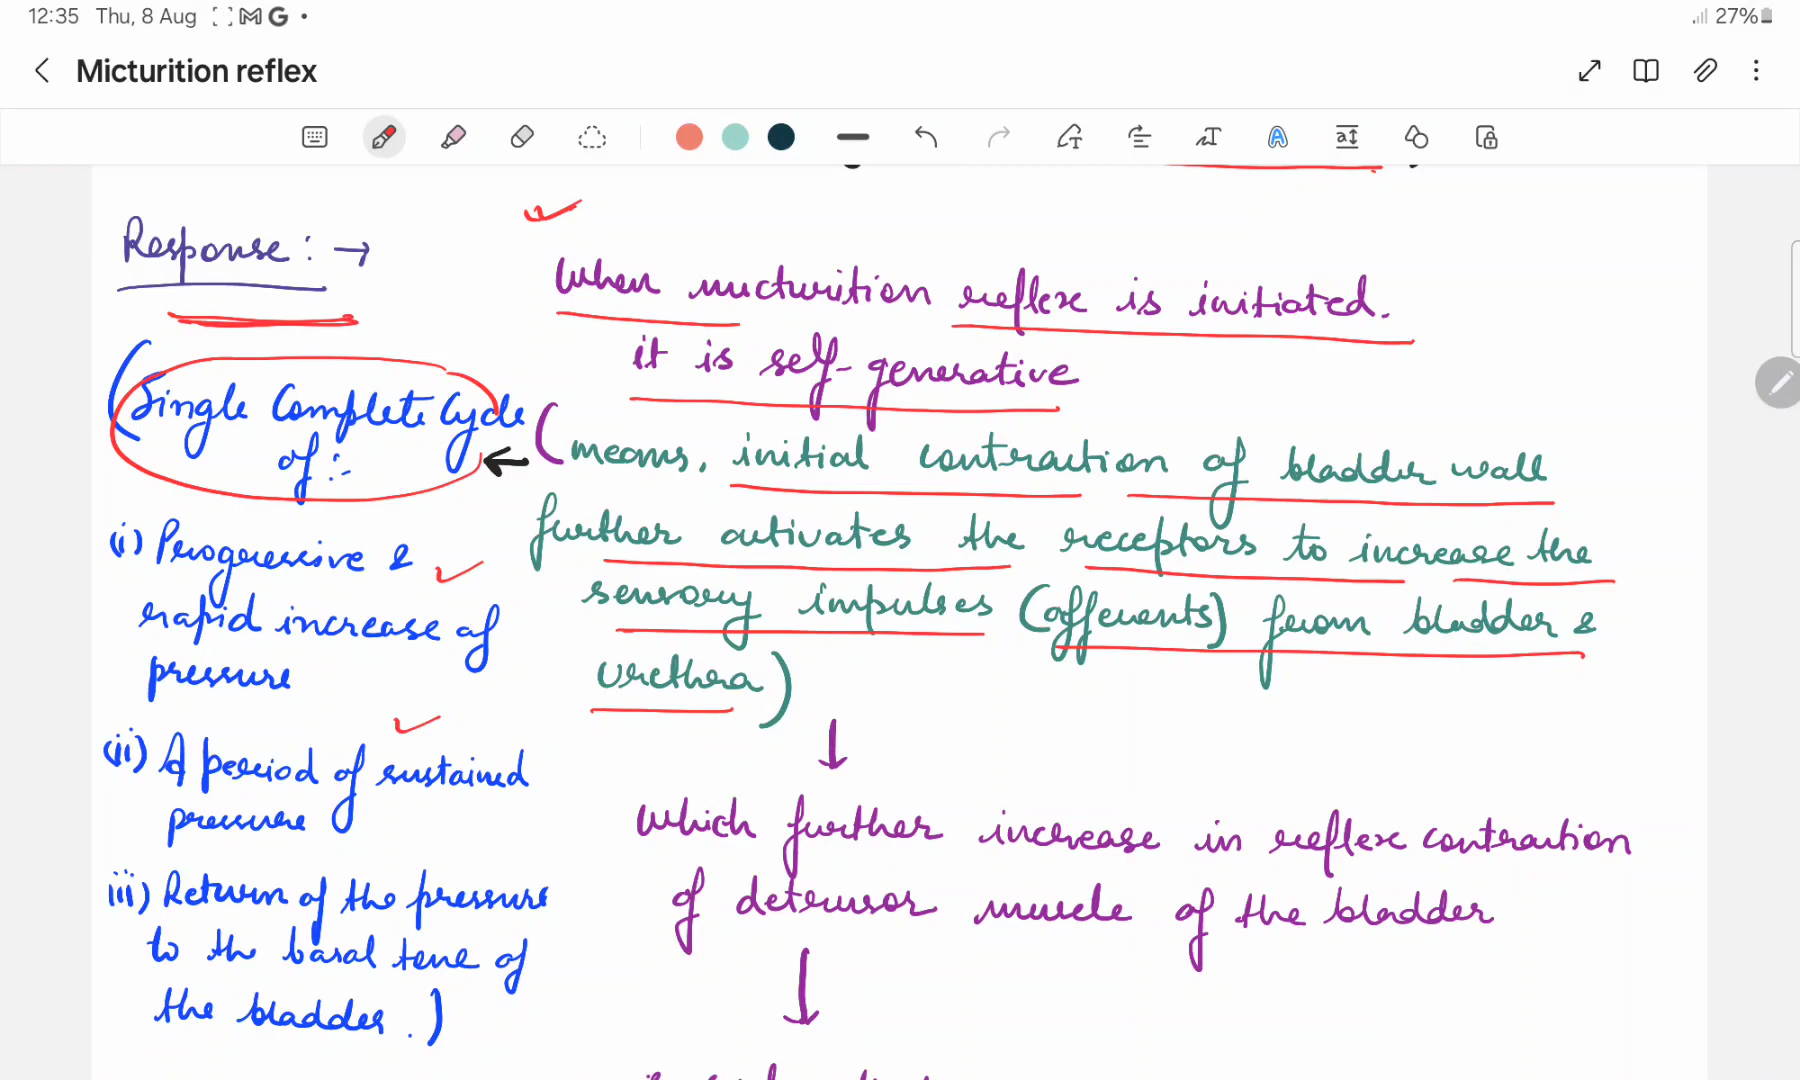 12:35 Thu, 8 Aug
27%
Micturition reflex
Response : →
When micturition reflex is initiated.
it is self-generative
(Single Complete Cycle
of :-
(means, initial contraction of bladder wall
further activates the receptors to increase the
sensory impulses (afferents) from bladder &
urethra)
(i) Progressive &
rapid increase of
pressure
(ii) A period of sustained
pressure
iii) Return of the pressure
to the basal tone of
the bladder.)
↓
Which further increase in reflex contraction
of detrusor muscle of the bladder
↓